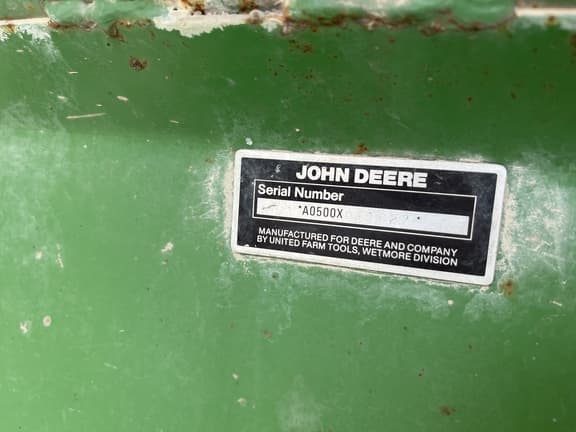 JOHN DEERE
Serial Number
*A0500X
MANUFACTURED FOR DEERE AND COMPANY
BY UNITED FARM TOOLS, WETMORE DIVISION